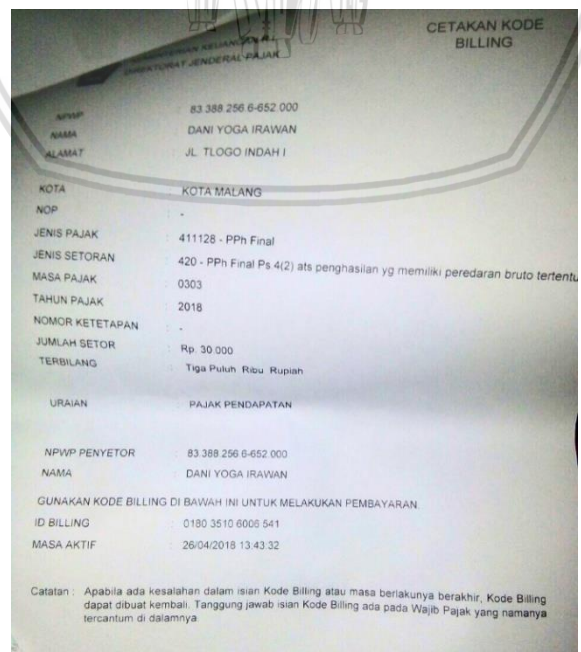 CETAKAN KODE
BILLING
KEMENTERIAN KEUANGAN R.I.
DIREKTORAT JENDERAL PAJAK
NPWP : 83.388.256.6-652.000
NAMA : DANI YOGA IRAWAN
ALAMAT : JL. TLOGO INDAH I
KOTA : KOTA MALANG
NOP : -
JENIS PAJAK : 411128 - PPh Final
JENIS SETORAN : 420 - PPh Final Ps.4(2) ats penghasilan yg memiliki peredaran bruto tertentu
MASA PAJAK : 0303
TAHUN PAJAK : 2018
NOMOR KETETAPAN : -
JUMLAH SETOR : Rp. 30.000
TERBILANG : Tiga Puluh Ribu Rupiah
URAIAN : PAJAK PENDAPATAN
NPWP PENYETOR : 83.388.256.6-652.000
NAMA : DANI YOGA IRAWAN
GUNAKAN KODE BILLING DI BAWAH INI UNTUK MELAKUKAN PEMBAYARAN.
ID BILLING : 0180 3510 6006 541
MASA AKTIF : 26/04/2018 13:43:32
Catatan : Apabila ada kesalahan dalam isian Kode Billing atau masa berlakunya berakhir, Kode Billing
dapat dibuat kembali. Tanggung jawab isian Kode Billing ada pada Wajib Pajak yang namanya
tercantum di dalamnya.